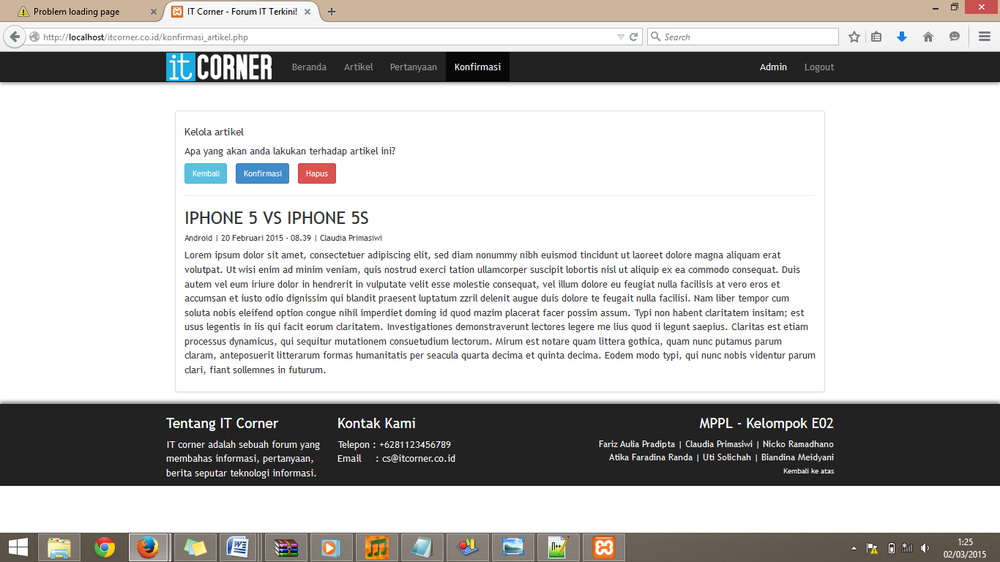 Problem loading page
IT Corner - Forum IT Terkini!
http://localhost/itcorner.co.id/konfirmasi_artikel.php
Search
it CORNER
Beranda
Artikel
Pertanyaan
Konfirmasi
Admin
Logout
Kelola artikel
Apa yang akan anda lakukan terhadap artikel ini?
Kembali
Konfirmasi
Hapus
IPHONE 5 VS IPHONE 5S
Android | 20 Februari 2015 - 08.39 | Claudia Primasiwi
Lorem ipsum dolor sit amet, consectetuer adipiscing elit, sed diam nonummy nibh euismod tincidunt ut laoreet dolore magna aliquam erat
volutpat. Ut wisi enim ad minim veniam, quis nostrud exerci tation ullamcorper suscipit lobortis nisl ut aliquip ex ea commodo consequat. Duis
autem vel eum iriure dolor in hendrerit in vulputate velit esse molestie consequat, vel illum dolore eu feugiat nulla facilisis at vero eros et
accumsan et iusto odio dignissim qui blandit praesent luptatum zzril delenit augue duis dolore te feugait nulla facilisi. Nam liber tempor cum
soluta nobis eleifend option congue nihil imperdiet doming id quod mazim placerat facer possim assum. Typi non habent claritatem insitam; est
usus legentis in iis qui facit eorum claritatem. Investigationes demonstraverunt lectores legere me lius quod ii legunt saepius. Claritas est etiam
processus dynamicus, qui sequitur mutationem consuetudium lectorum. Mirum est notare quam littera gothica, quam nunc putamus parum
claram, anteposuerit litterarum formas humanitatis per seacula quarta decima et quinta decima. Eodem modo typi, qui nunc nobis videntur parum
clari, fiant sollemnes in futurum.
Tentang IT Corner
IT corner adalah sebuah forum yang
membahas informasi, pertanyaan,
berita seputar teknologi informasi.
Kontak Kami
Telepon : +6281123456789
Email : cs@itcorner.co.id
MPPL - Kelompok E02
Fariz Aulia Pradipta | Claudia Primasiwi | Nicko Ramadhano
Atika Faradina Randa | Uti Solichah | Biandina Meidyani
Kembali ke atas
1:25
02/03/2015